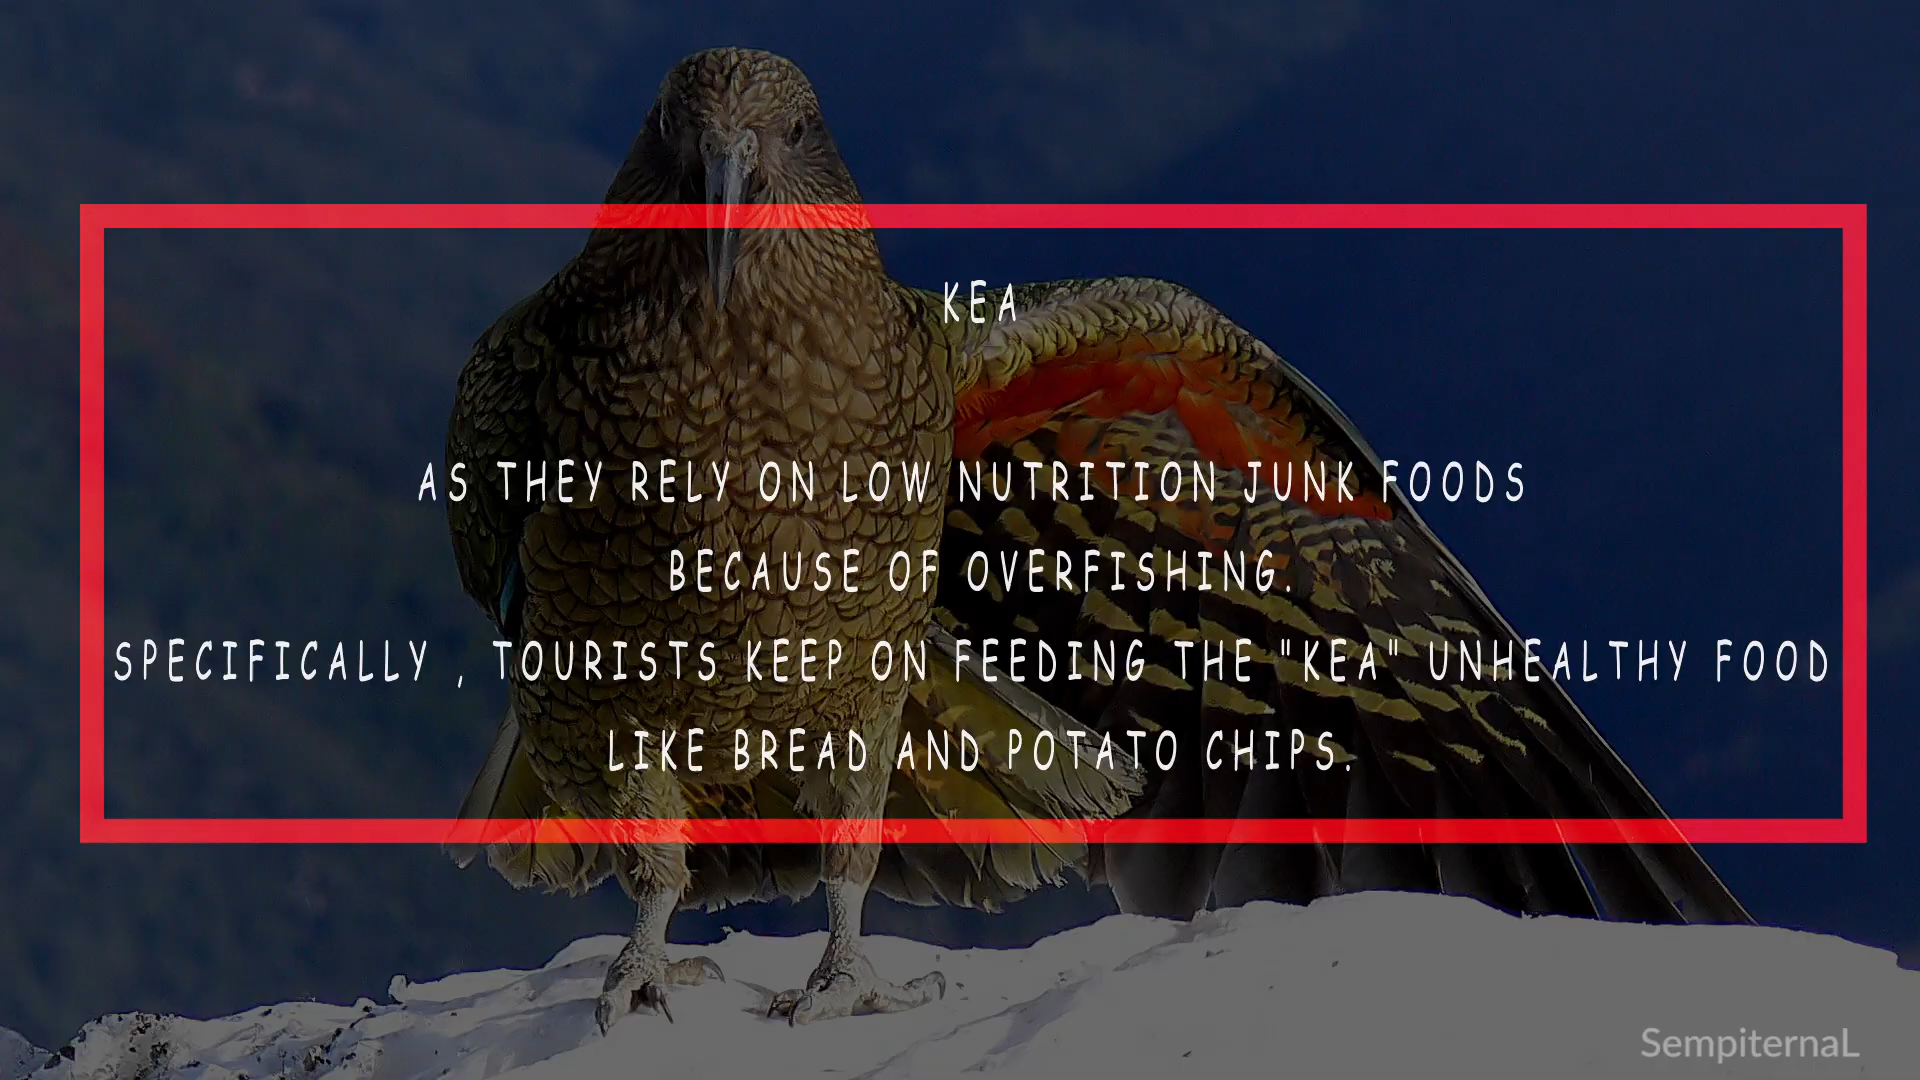 KEA
AS THEY RELY ON LOW NUTRITION JUNK FOODS
BECAUSE OF OVERFISHING.
SPECIFICALLY , TOURISTS KEEP ON FEEDING THE "KEA" UNHEALTHY FOOD
LIKE BREAD AND POTATO CHIPS.
SempiternaL